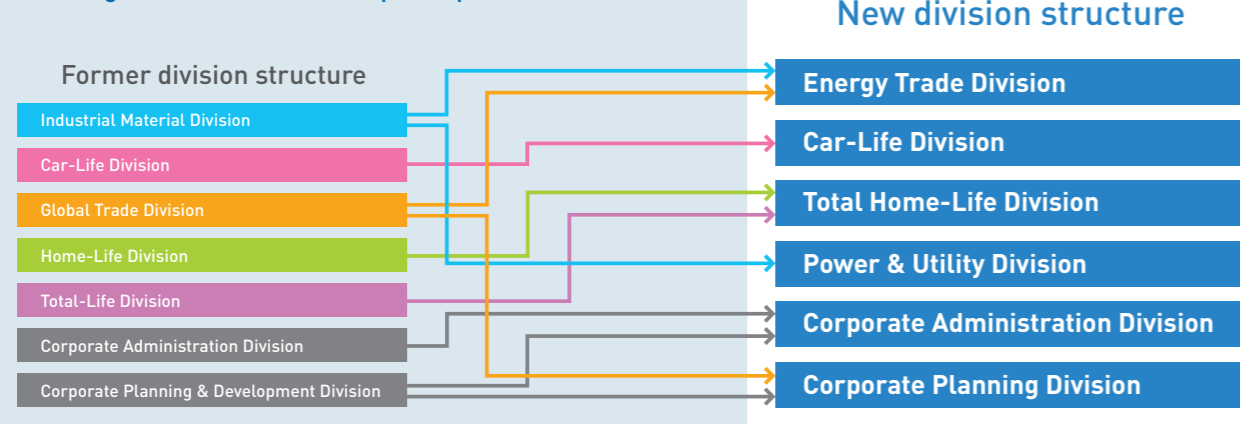 New division structure
Former division structure
Industrial Material Division
Car-Life Division
Global Trade Division
Home-Life Division
Total-Life Division
Corporate Administration Division
Corporate Planning & Development Division
Energy Trade Division
Car-Life Division
Total Home-Life Division
Power & Utility Division
Corporate Administration Division
Corporate Planning Division